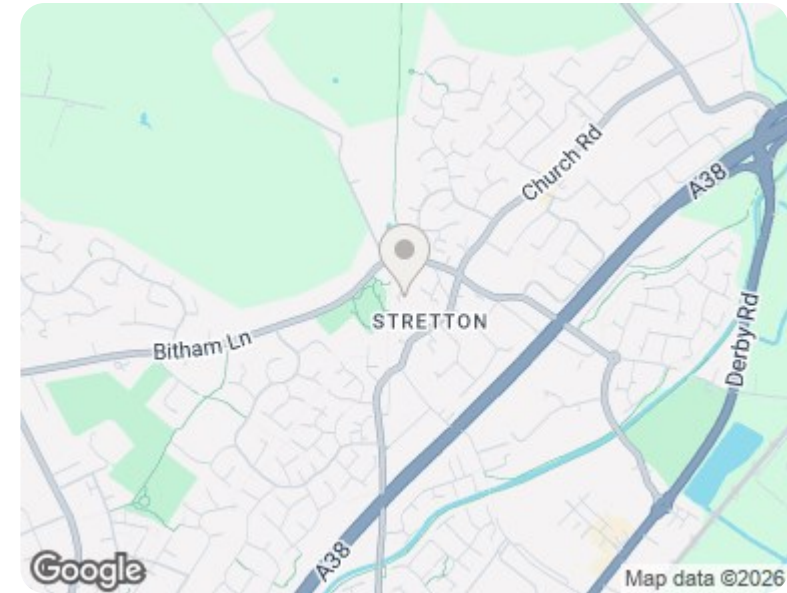 Church Rd
A38
STRETTON
Bitham Ln
Derby Rd
A38
Google
Map data ©2026